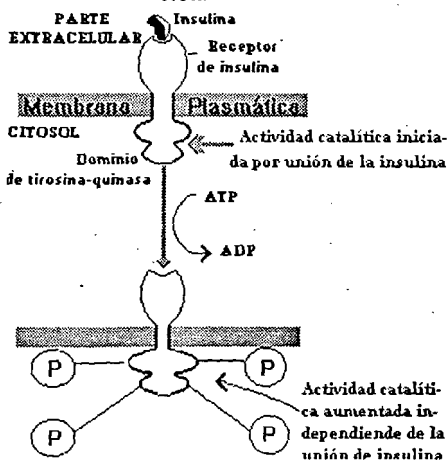 PARTE
EXTRACELULAR
Insulina
Receptor
de insulina
Membrana Plasmática
CITOSOL
Actividad catalítica inicia-
da por unión de la insulina
Dominio
de tirosina-quinasa
ATP
ADP
P
P
P
P
Actividad catalíti-
ca aumentada in-
dependiende de la
unión de insulina